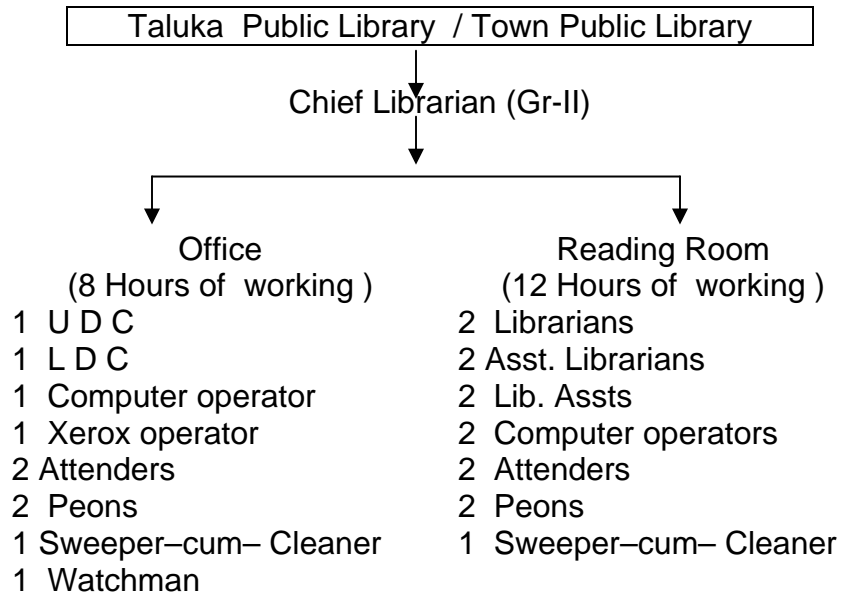 Taluka Public Library / Town Public Library
Chief Librarian (Gr-II)
Office
(8 Hours of working )
1 U D C
1 L D C
1 Computer operator
1 Xerox operator
2 Attenders
2 Peons
1 Sweeper–cum– Cleaner
1 Watchman
Reading Room
(12 Hours of working )
2 Librarians
2 Asst. Librarians
2 Lib. Assts
2 Computer operators
2 Attenders
2 Peons
1 Sweeper–cum– Cleaner